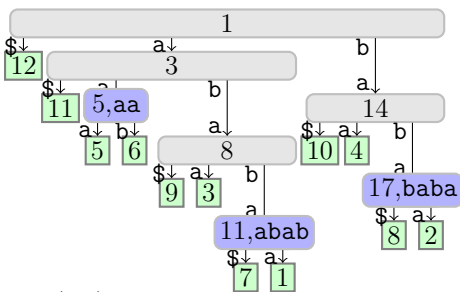 1
$ a b
12 3
$ a b a
11 5,aa 14
a b a $ a b
5 6 8 10 4
$ a b a
9 3 17,baba
a $ a
11,abab 8 2
$ a
7 1